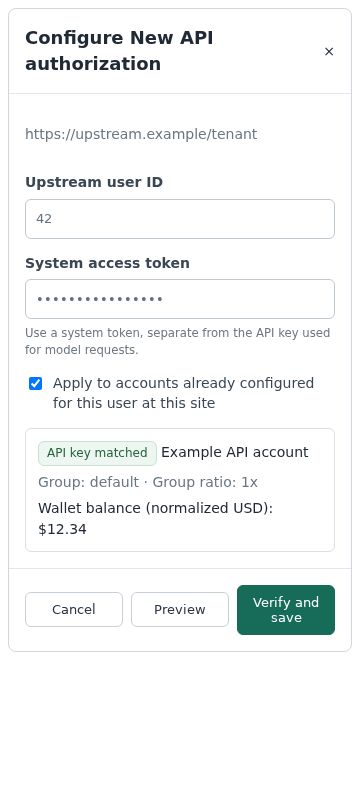 Configure New API
authorization
×
https://upstream.example/tenant
Upstream user ID
42
System access token
••••••••••••••••
Use a system token, separate from the API key used
for model requests.
Apply to accounts already configured
for this user at this site
API key matched Example API account
Group: default · Group ratio: 1x
Wallet balance (normalized USD):
$12.34
Cancel
Preview
Verify and
save